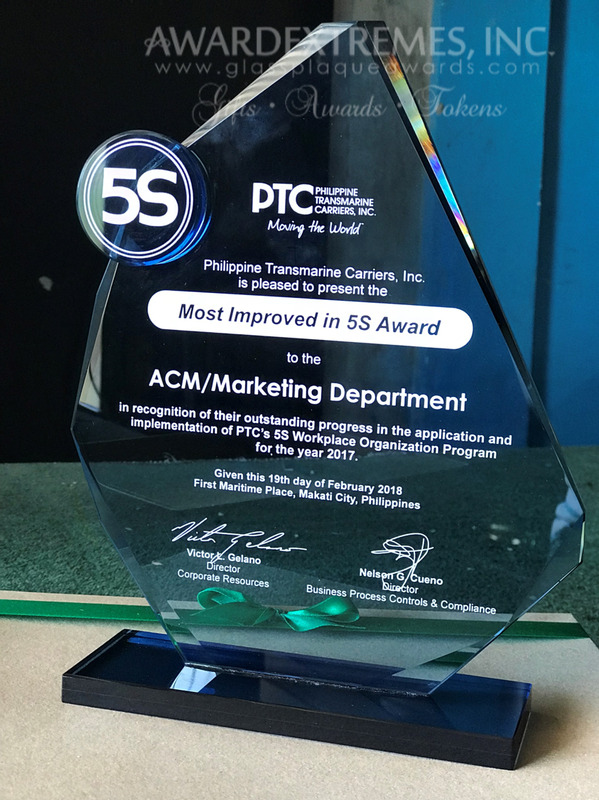 AWARDEXTREMES, INC.
www.glassplaqueawards.com
Gifts • Awards • Tokens
5S
PTC PHILIPPINE
TRANSMARINE
CARRIERS, INC.
Moving the World
Philippine Transmarine Carriers, Inc.
is pleased to present the
Most Improved in 5S Award
to the
ACM/Marketing Department
in recognition of their outstanding progress in the application and
implementation of PTC's 5S Workplace Organization Program
for the year 2017.
Given this 19th day of February 2018
First Maritime Place, Makati City, Philippines
Victor L. Gelano
Director
Corporate Resources
Nelson G. Cueno
Director
Business Process Controls & Compliance